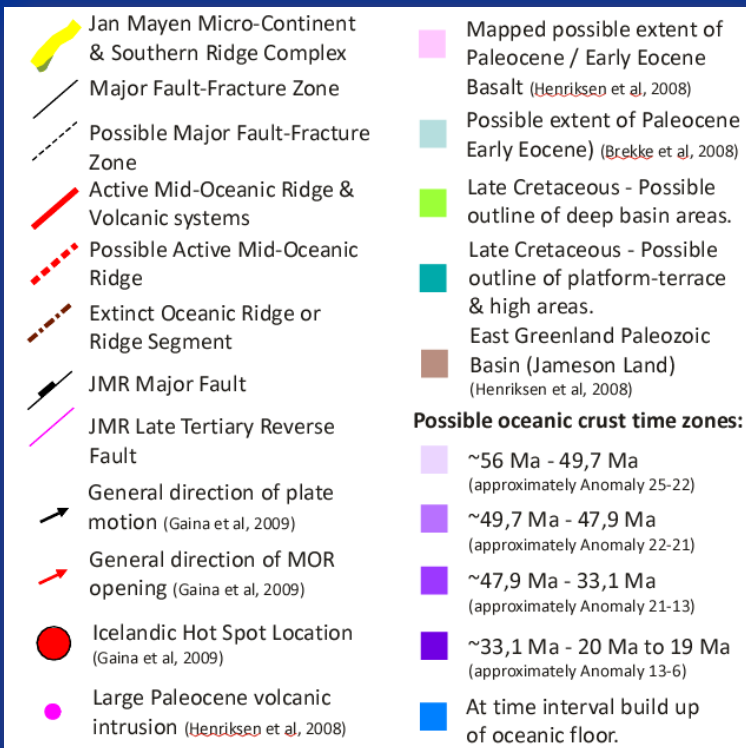 Jan Mayen Micro-Continent
& Southern Ridge Complex
Major Fault-Fracture Zone
Possible Major Fault-Fracture
Zone
Active Mid-Oceanic Ridge &
Volcanic systems
Possible Active Mid-Oceanic
Ridge
Extinct Oceanic Ridge or
Ridge Segment
JMR Major Fault
JMR Late Tertiary Reverse
Fault
General direction of plate
motion (Gaina et al, 2009)
General direction of MOR
opening (Gaina et al, 2009)
Icelandic Hot Spot Location
(Gaina et al, 2009)
Large Paleocene volcanic
intrusion (Henriksen et al, 2008)
Mapped possible extent of
Paleocene / Early Eocene
Basalt (Henriksen et al, 2008)
Possible extent of Paleocene
Early Eocene) (Brekke et al, 2008)
Late Cretaceous - Possible
outline of deep basin areas.
Late Cretaceous - Possible
outline of platform-terrace
& high areas.
East Greenland Paleozoic
Basin (Jameson Land)
(Henriksen et al, 2008)
Possible oceanic crust time zones:
~56 Ma - 49,7 Ma
(approximately Anomaly 25-22)
~49,7 Ma - 47,9 Ma
(approximately Anomaly 22-21)
~47,9 Ma - 33,1 Ma
(approximately Anomaly 21-13)
~33,1 Ma - 20 Ma to 19 Ma
(approximately Anomaly 13-6)
At time interval build up
of oceanic floor.